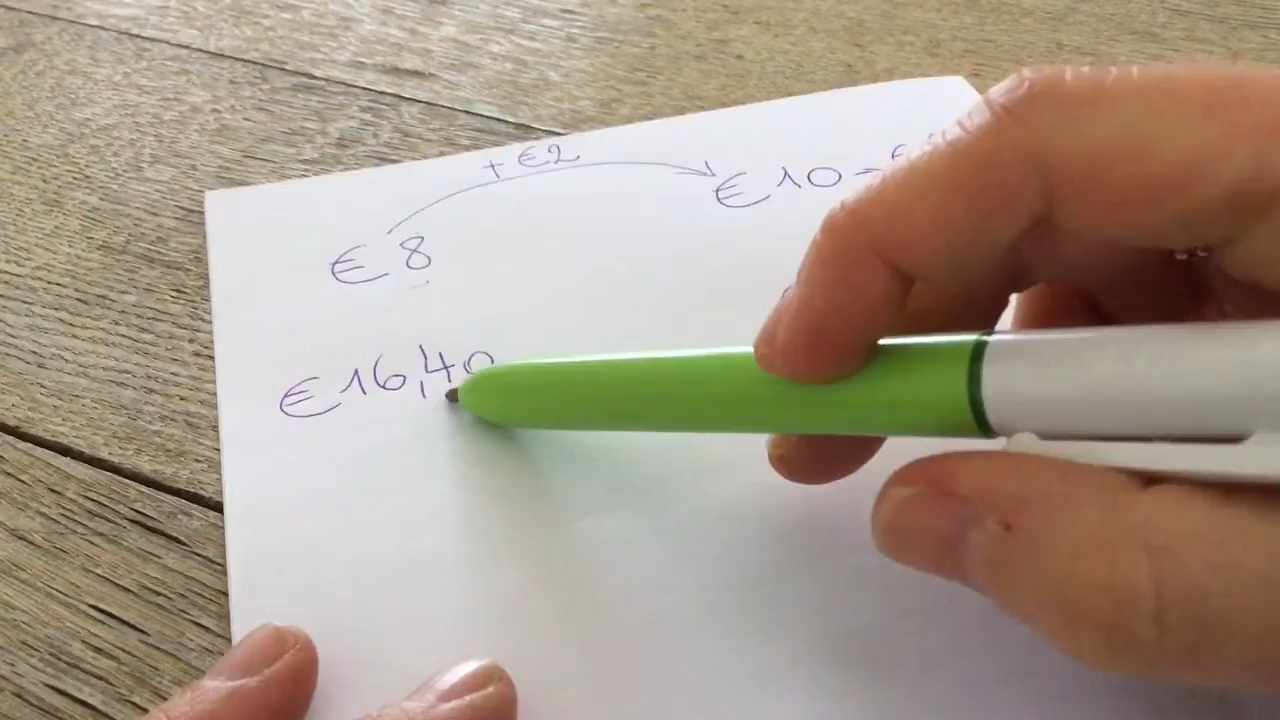 + €2
€ 10 -
€ 8
€16,40